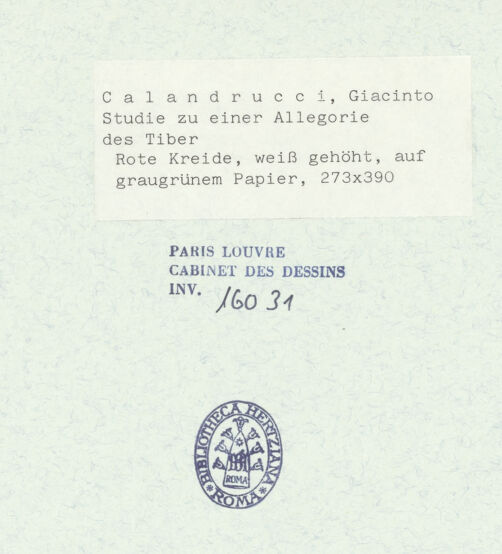 C a l a n d r u c c i, Giacinto
Studie zu einer Allegorie
des Tiber
Rote Kreide, weiß gehöht, auf
graugrünem Papier, 273x390
PARIS LOUVRE
CABINET DES DESSINS
INV. 16031
BIBLIOTHECA HERTZIANA
ROMA
ROMA